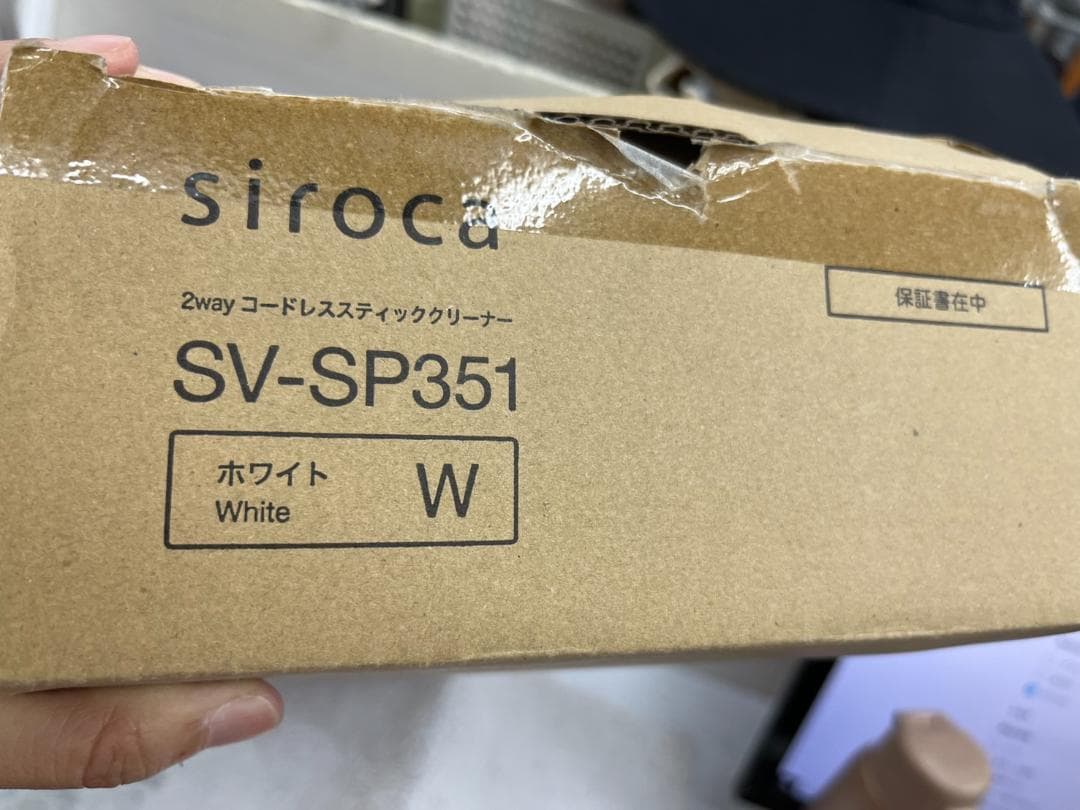 siroca
2way コードレススティッククリーナー
保証書在中
SV-SP351
ホワイト
White
W